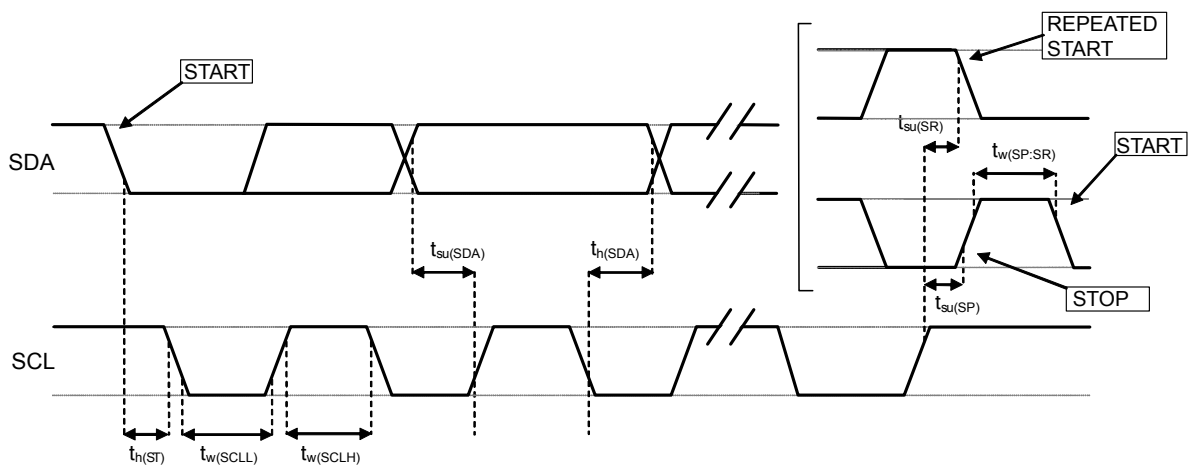 REPEATED
START
START
tsu(SR)
tw(SP:SR)
START
SDA
tsu(SDA)
th(SDA)
tsu(SP)
STOP
SCL
th(ST)
tw(SCLL)
tw(SCLH)